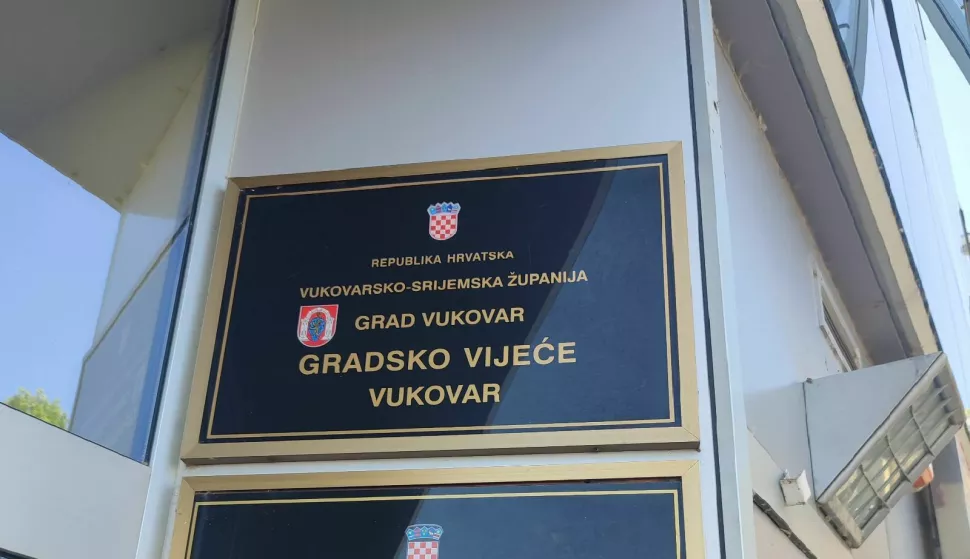 REPUBLIKA HRVATSKA
VUKOVARSKO-SRIJEMSKA ŽUPANIJA
GRAD VUKOVAR
GRADSKO VIJEĆE
VUKOVAR